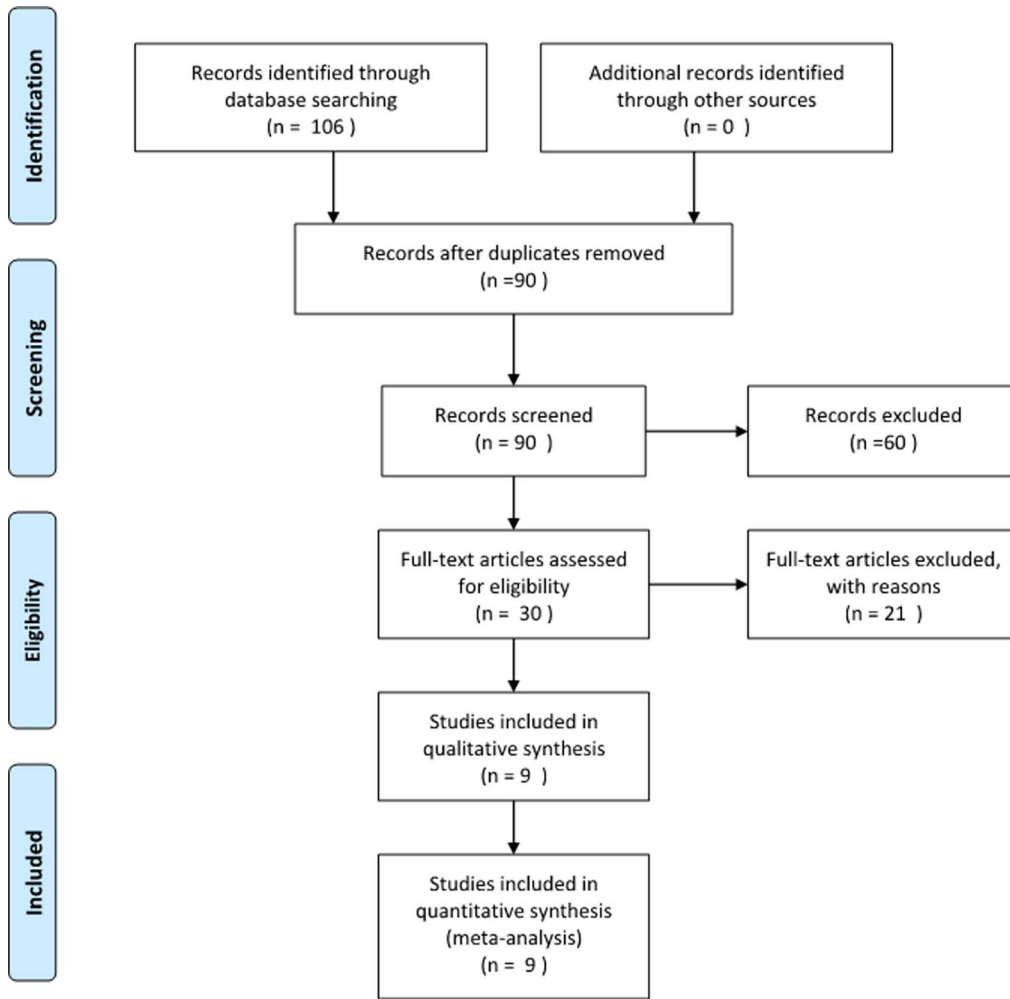 Identification
Records identified through
database searching
(n = 106 )
Additional records identified
through other sources
(n = 0 )
Records after duplicates removed
(n =90 )
Screening
Records screened
(n = 90 )
Records excluded
(n =60 )
Eligibility
Full-text articles assessed
for eligibility
(n = 30 )
Full-text articles excluded,
with reasons
(n = 21 )
Studies included in
qualitative synthesis
(n = 9 )
Included
Studies included in
quantitative synthesis
(meta-analysis)
(n = 9 )